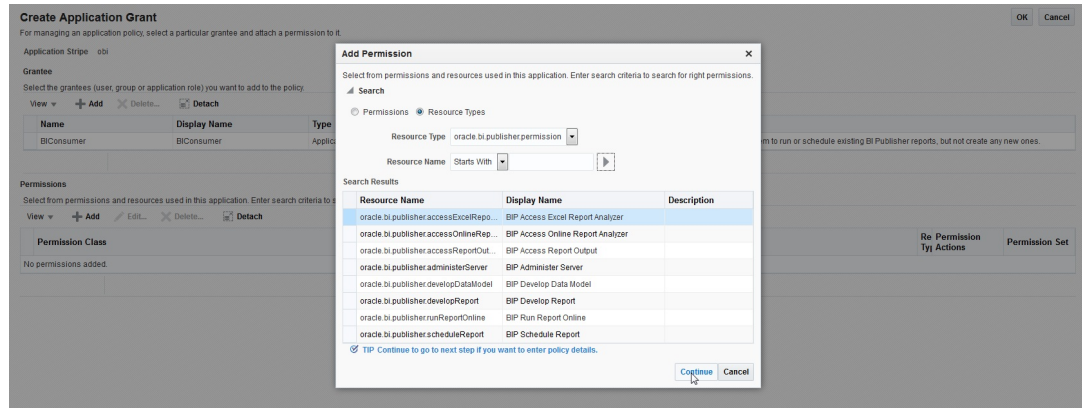 Create Application Grant
OK Cancel
For managing an application policy, select a particular grantee and attach a permission to it.
Application Stripe obi
Grantee
Select the grantees (user, group or application role) you want to add to the policy.
View Add Delete... Detach
Name Display Name Type
BIConsumer BIConsumer Applica
em to run or schedule existing BI Publisher reports, but not create any new ones.
Permissions
Select from permissions and resources used in this application. Enter search criteria to s
View Add Edit... Delete... Detach
Permission Class
Re Permission
Typ Actions
Permission Set
No permissions added.
Add Permission
Select from permissions and resources used in this application. Enter search criteria to search for right permissions.
Search
Permissions Resource Types
Resource Type oracle.bi.publisher.permission
Resource Name Starts With
Search Results
Resource Name Display Name Description
oracle.bi.publisher.accessExcelRepo... BIP Access Excel Report Analyzer
oracle.bi.publisher.accessOnlineRep... BIP Access Online Report Analyzer
oracle.bi.publisher.accessReportOut... BIP Access Report Output
oracle.bi.publisher.administerServer BIP Administer Server
oracle.bi.publisher.developDataModel BIP Develop Data Model
oracle.bi.publisher.developReport BIP Develop Report
oracle.bi.publisher.runReportOnline BIP Run Report Online
oracle.bi.publisher.scheduleReport BIP Schedule Report
TIP Continue to go to next step if you want to enter policy details.
Continue Cancel